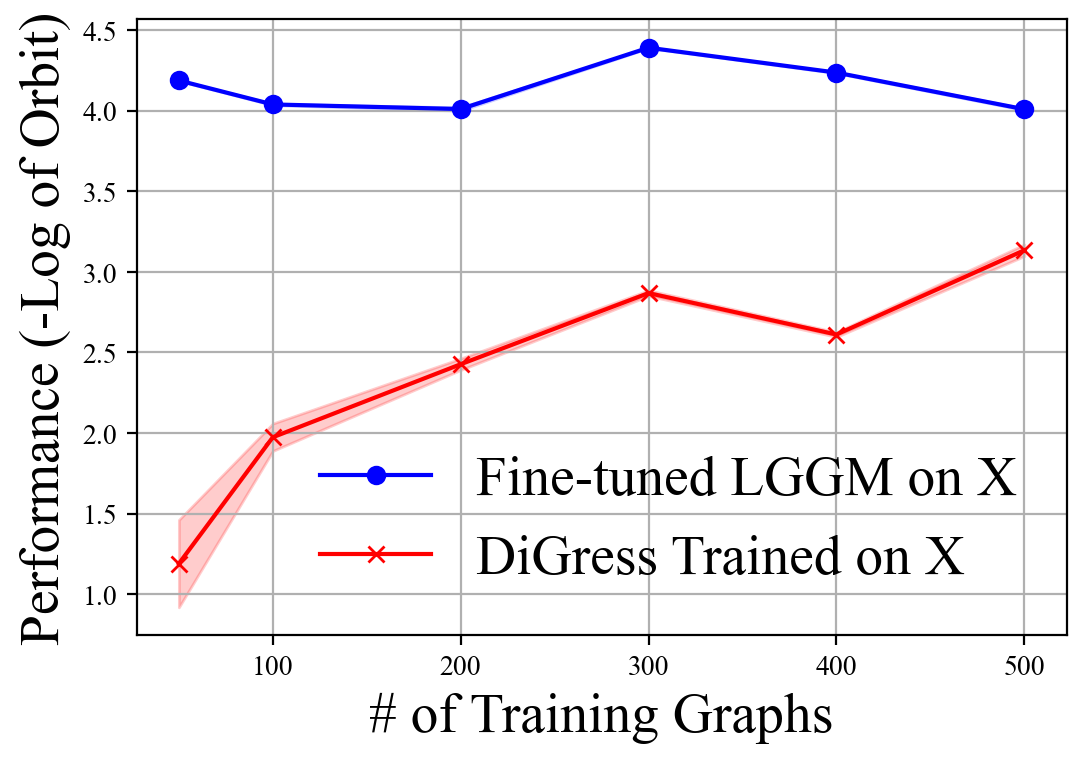 Performance (-Log of Orbit)
4.5
4.0
3.5
3.0
2.5
2.0
1.5
1.0
Fine-tuned LGGM on X
DiGress Trained on X
100 200 300 400 500
# of Training Graphs